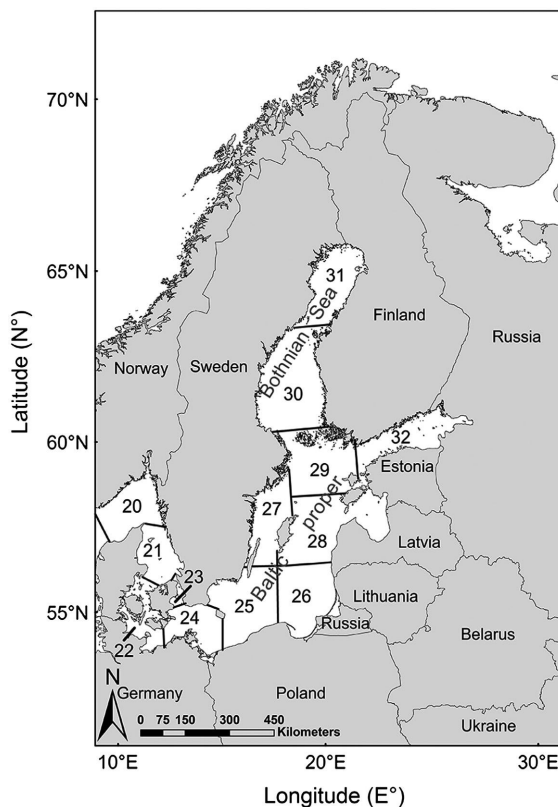 70°N
65°N
60°N
55°N
Latitude (N°)
31
Bothnian Sea
Finland
Russia
Norway
Sweden
30
32
29
Estonia
20
27
proper
21
28
Latvia
23
Baltic
Lithuania
25
26
24
Russia
Belarus
22
N
Germany
Poland
0 75 150 300 450
Kilometers
Ukraine
10°E 20°E 30°E
Longitude (E°)